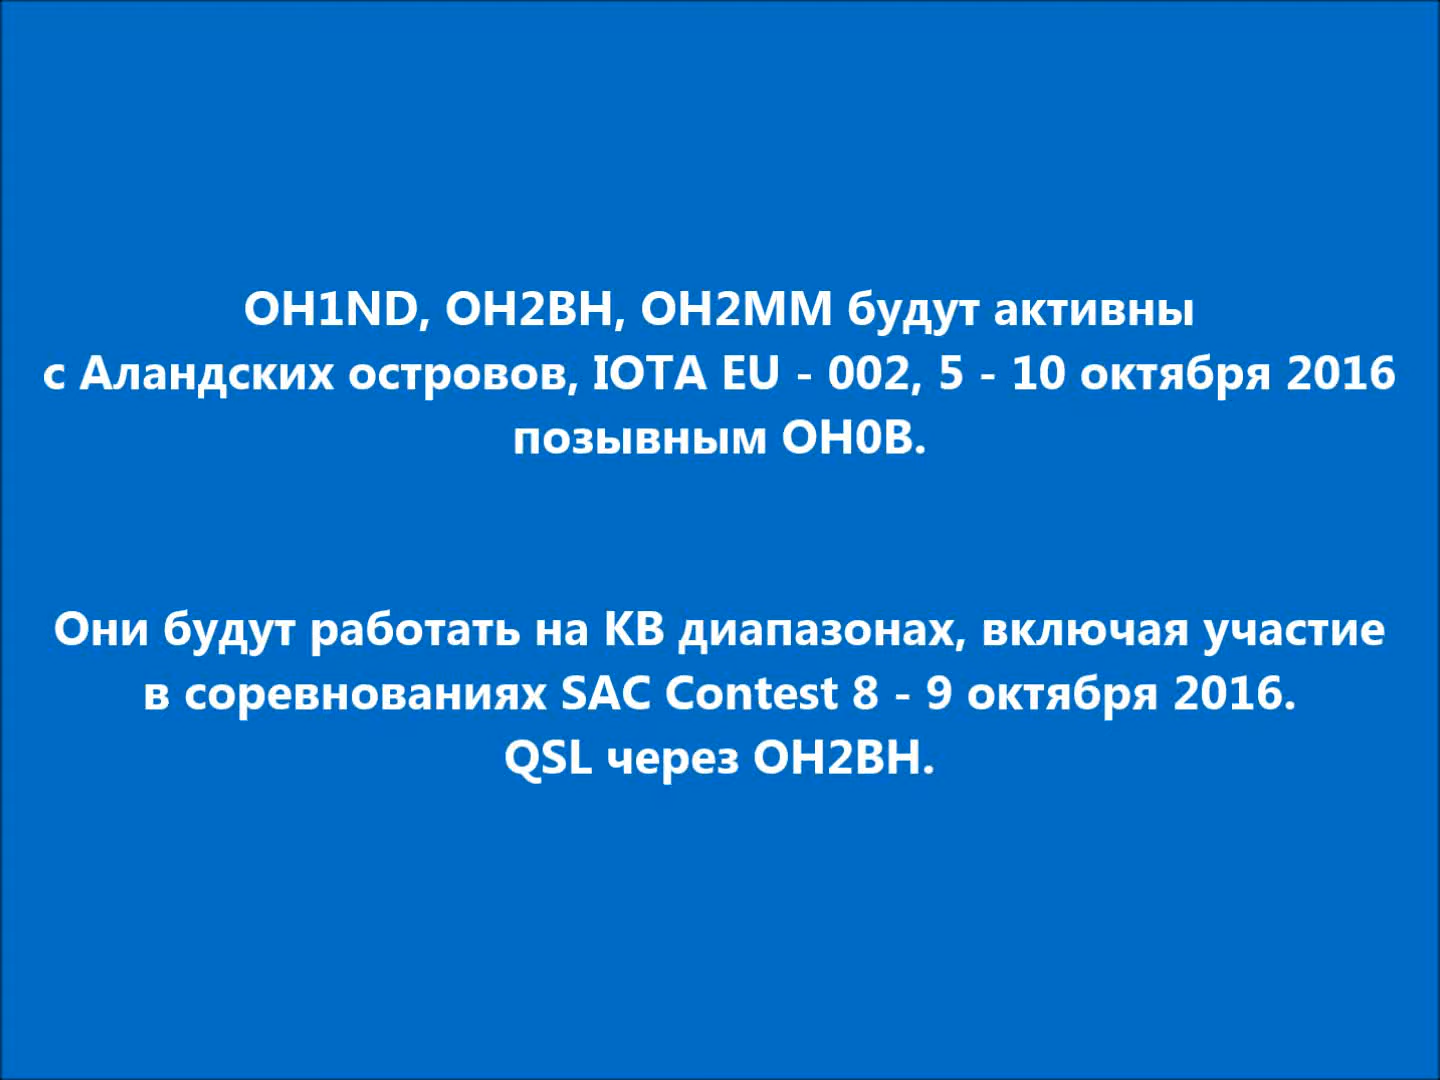 OH1ND, OH2BH, OH2MM будут активны
с Аландских островов, IOTA EU - 002, 5 - 10 октября 2016
позывным OH0B.
Они будут работать на КВ диапазонах, включая участие
в соревнованиях SAC Contest 8 - 9 октября 2016.
QSL через OH2BH.